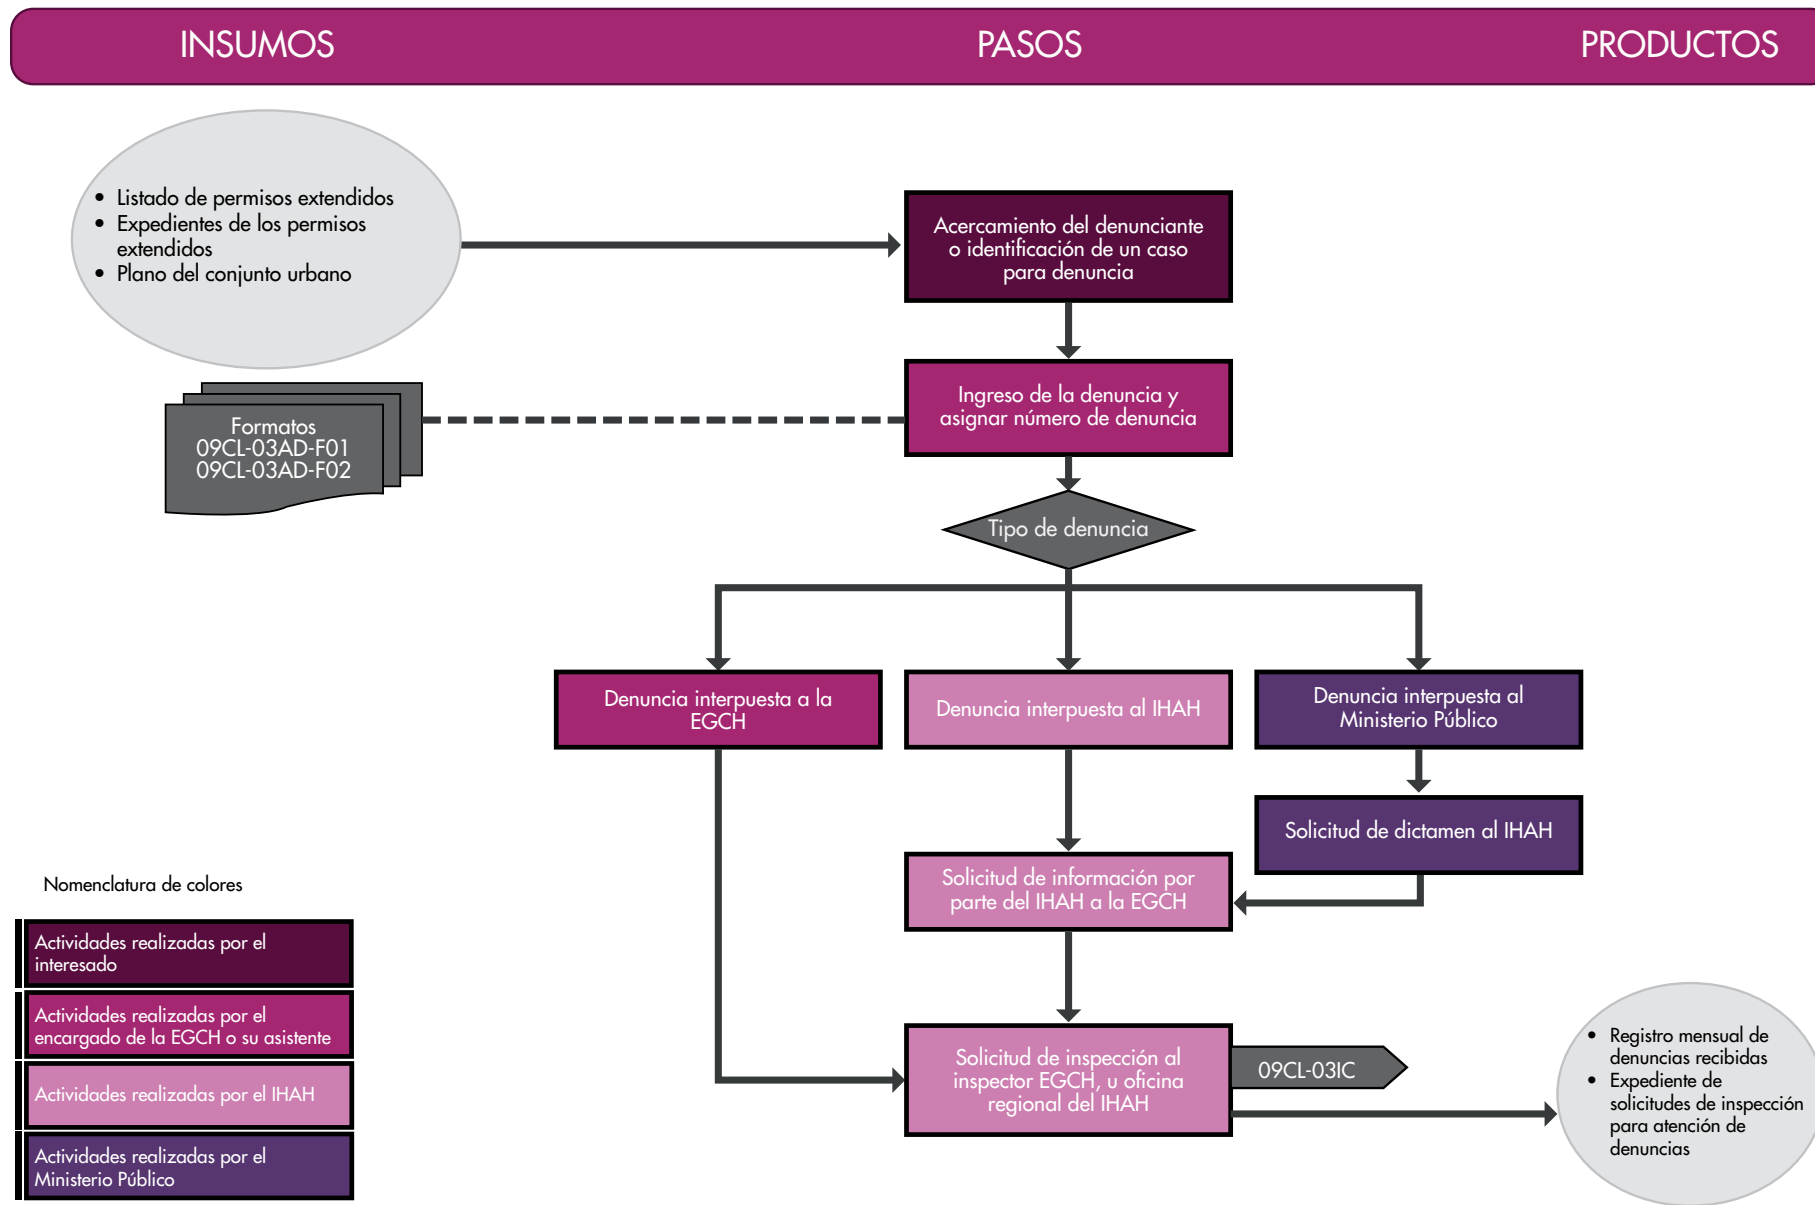 INSUMOS
PASOS
PRODUCTOS
• Listado de permisos extendidos
• Expedientes de los permisos
extendidos
• Plano del conjunto urbano
Acercamiento del denunciante
o identificación de un caso
para denuncia
Formatos
09CL-03AD-F01
09CL-03AD-F02
Ingreso de la denuncia y
asignar número de denuncia
Tipo de denuncia
Denuncia interpuesta a la
EGCH
Denuncia interpuesta al IHAH
Denuncia interpuesta al
Ministerio Público
Solicitud de dictamen al IHAH
Solicitud de información por
parte del IHAH a la EGCH
Solicitud de inspección al
inspector EGCH, u oficina
regional del IHAH
09CL-03IC
• Registro mensual de
denuncias recibidas
• Expediente de
solicitudes de inspección
para atención de
denuncias
Nomenclatura de colores
Actividades realizadas por el
interesado
Actividades realizadas por el
encargado de la EGCH o su asistente
Actividades realizadas por el IHAH
Actividades realizadas por el
Ministerio Público